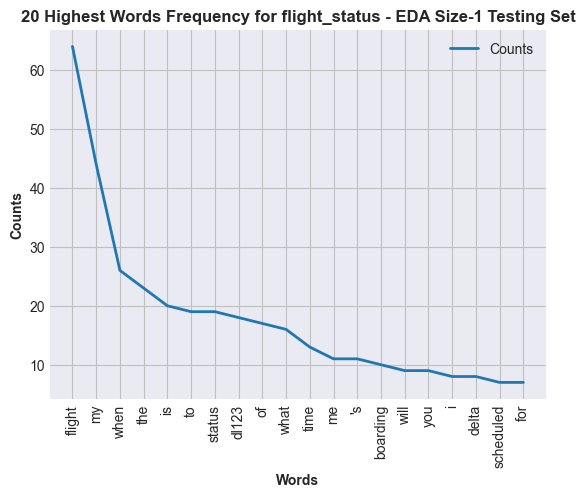 20 Highest Words Frequency for flight_status - EDA Size-1 Testing Set
Counts
60
50
40
30
20
10
Counts
flight
my
when
the
is
to
status
dl123
of
what
time
me
's
boarding
will
you
i
delta
scheduled
for
Words